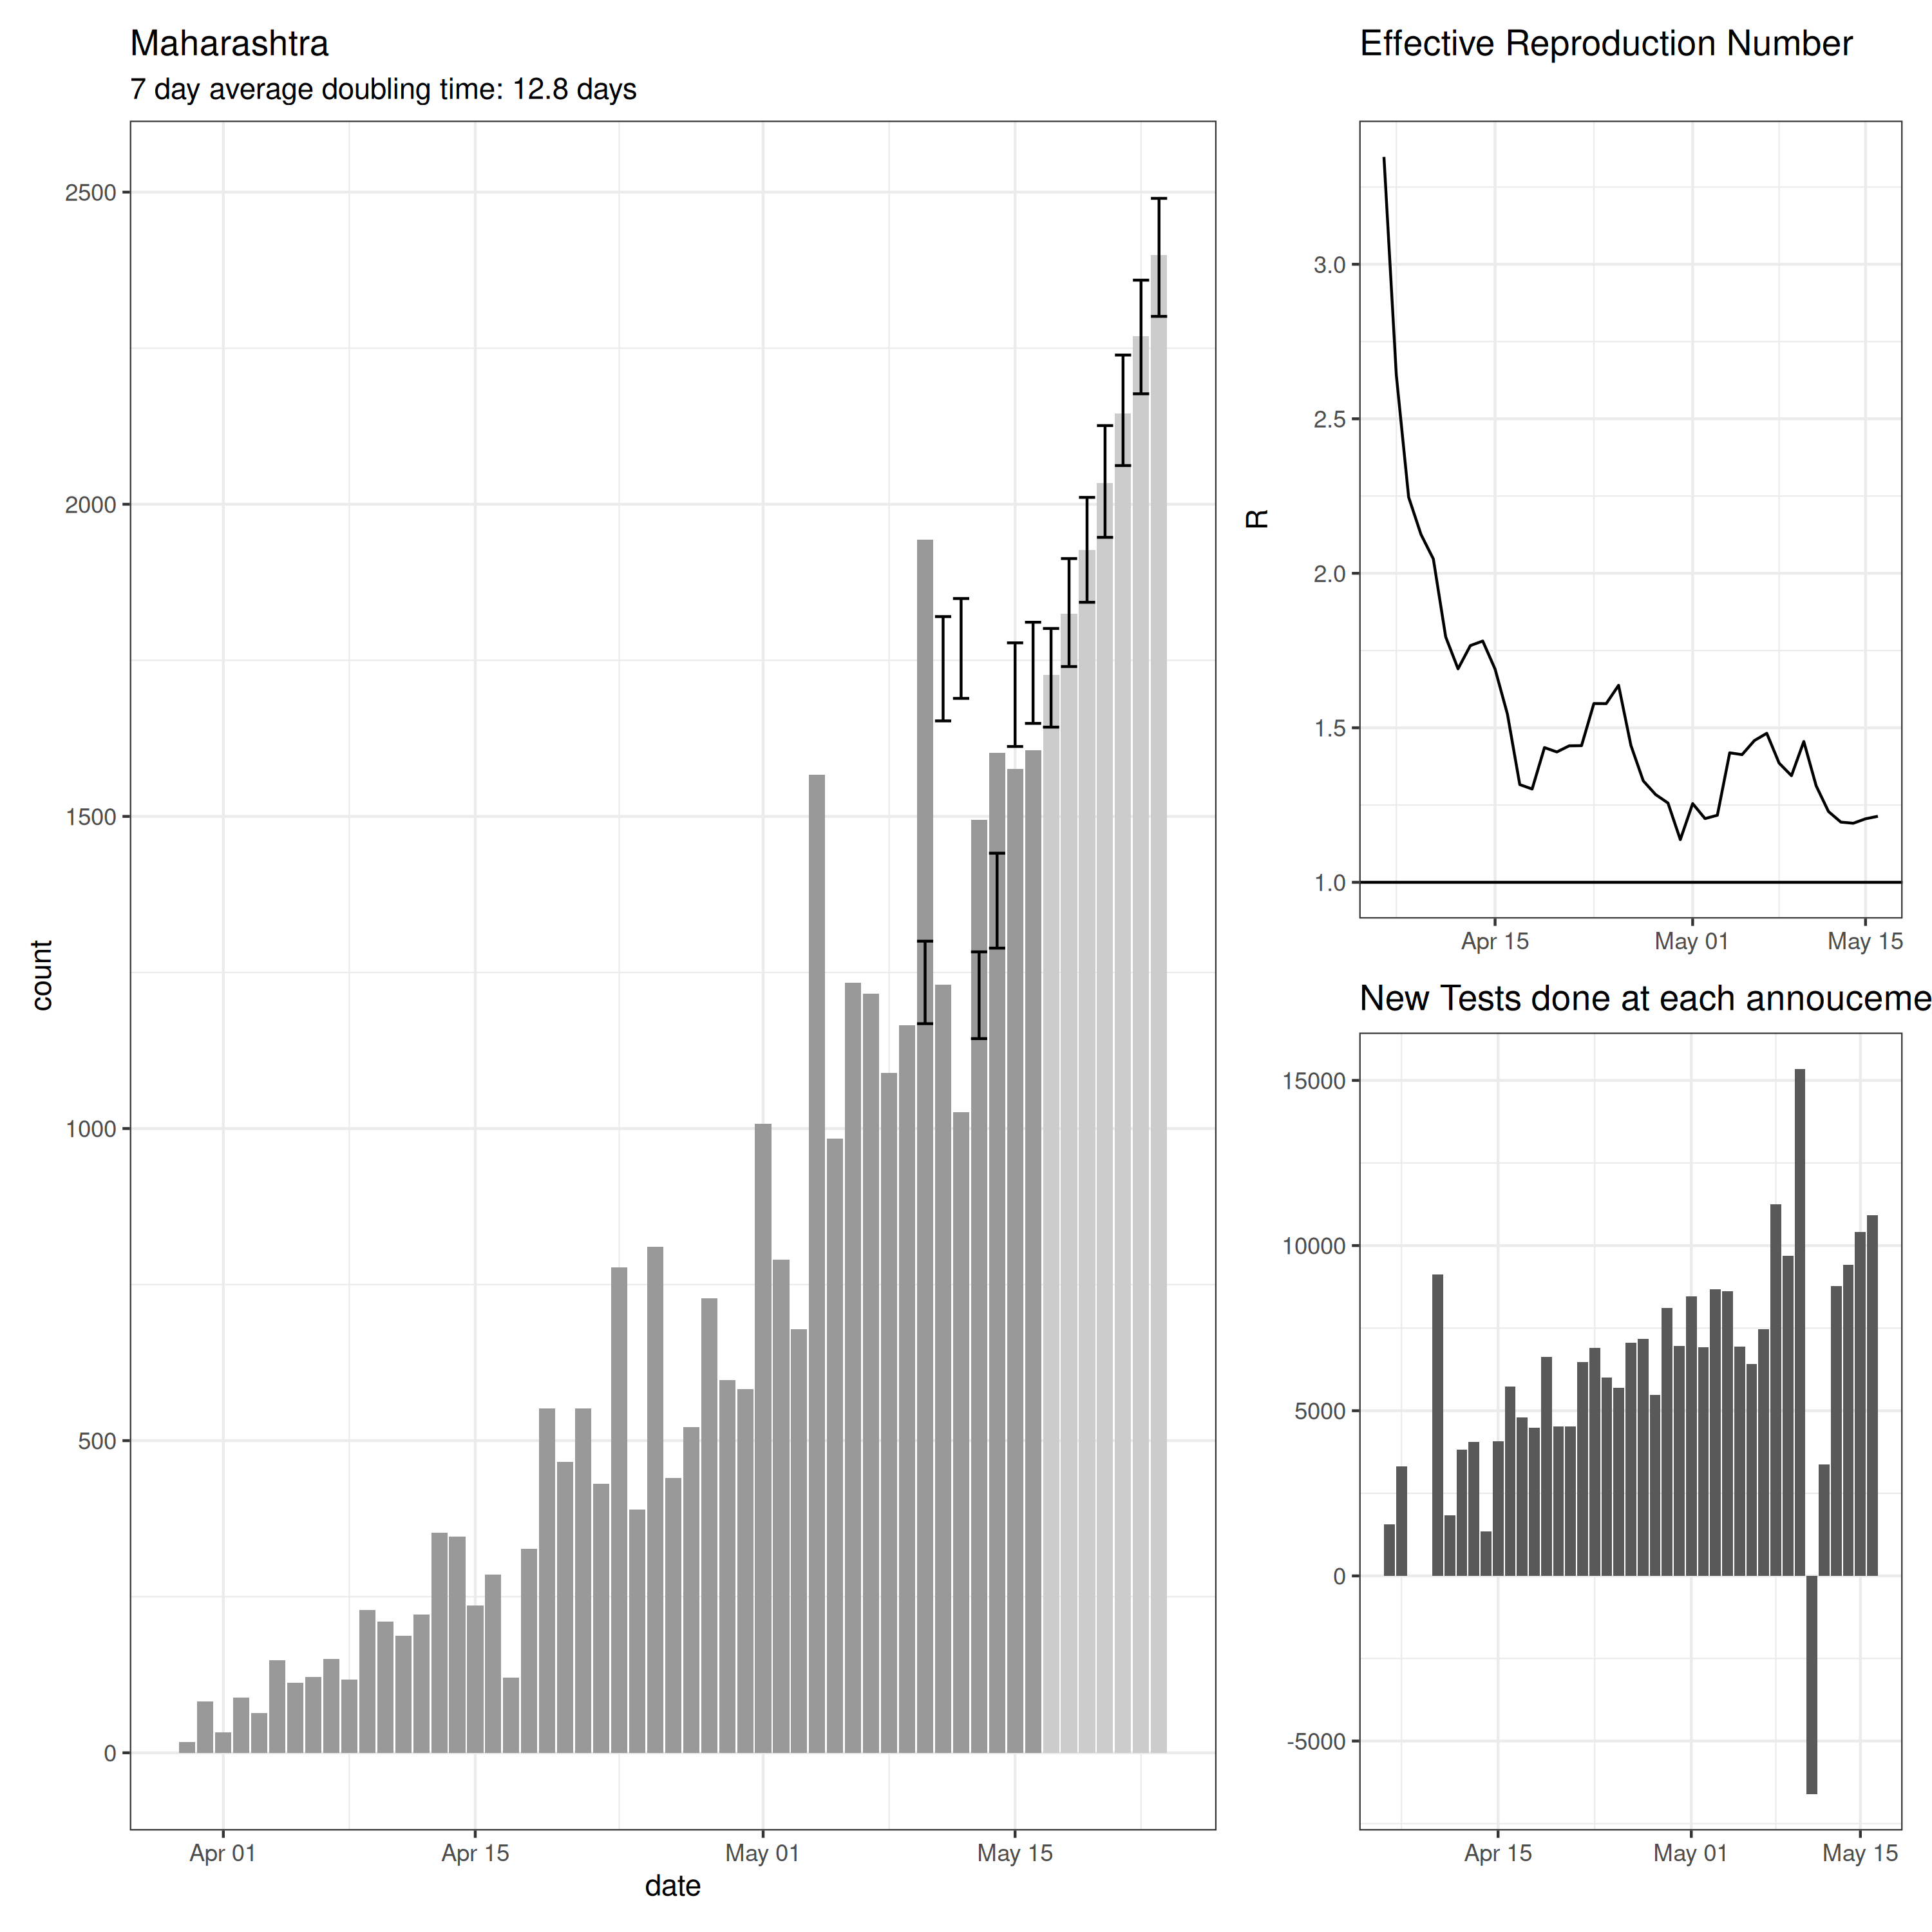 Maharashtra
7 day average doubling time: 12.8 days
2500
2000
1500
1000
500
0
count
Apr 01
Apr 15
May 01
May 15
date
Effective Reproduction Number
3.0
2.5
2.0
1.5
1.0
R
Apr 15
May 01
May 15
New Tests done at each annouceme
15000
10000
5000
0
-5000
Apr 15
May 01
May 15